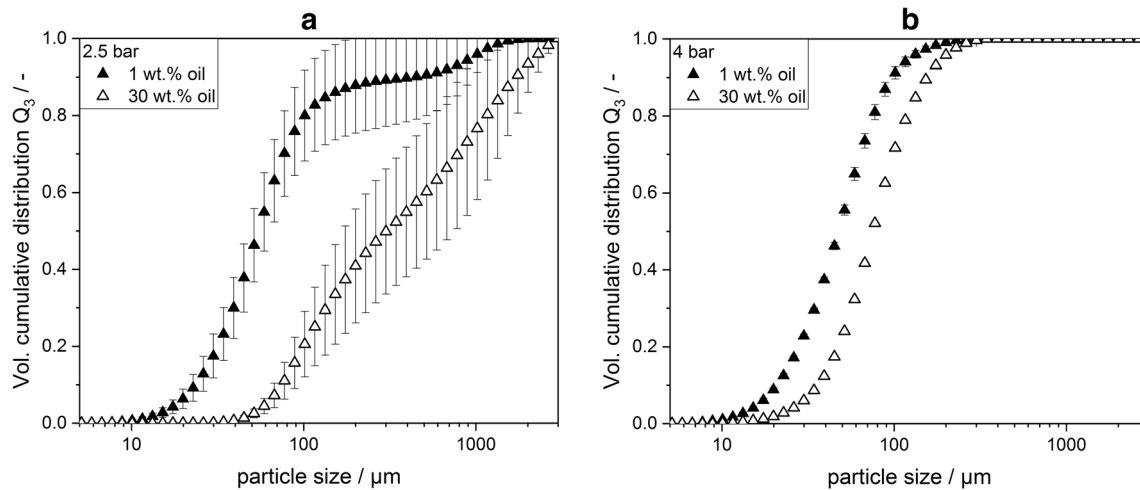 a
1.0
0.8
0.6
0.4
0.2
0.0
Vol. cumulative distribution Q₃ / -
2.5 bar
1 wt.% oil
30 wt.% oil
10
100
1000
particle size / µm
b
1.0
0.8
0.6
0.4
0.2
0.0
Vol. cumulative distribution Q₃ / -
4 bar
1 wt.% oil
30 wt.% oil
10
100
1000
particle size / µm